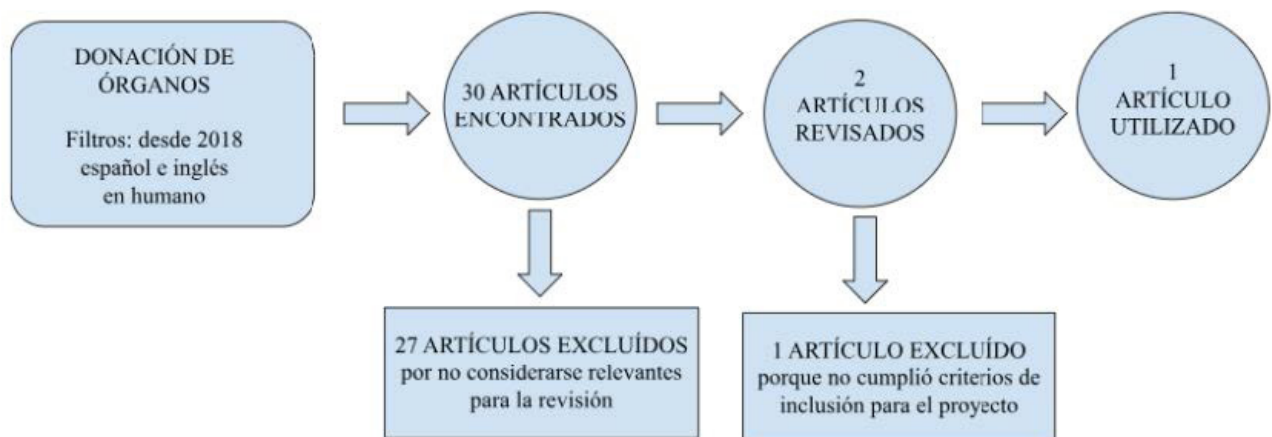 DONACIÓN DE
ÓRGANOS
Filtros: desde 2018
español e inglés
en humano
30 ARTÍCULOS
ENCONTRADOS
2
ARTÍCULOS
REVISADOS
1
ARTÍCULO
UTILIZADO
27 ARTÍCULOS EXCLUÍDOS
por no considerarse relevantes
para la revisión
1 ARTÍCULO EXCLUÍDO
porque no cumplió criterios de
inclusión para el proyecto